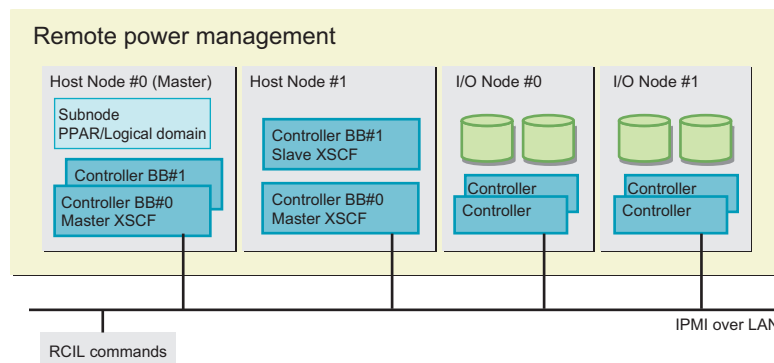 Remote power management
Host Node #0 (Master)
Subnode
PPAR/Logical domain
Controller BB#1
Controller BB#0
Master XSCF
Host Node #1
Controller BB#1
Slave XSCF
Controller BB#0
Master XSCF
I/O Node #0
Controller
Controller
I/O Node #1
Controller
Controller
IPMI over LAN
RCIL commands